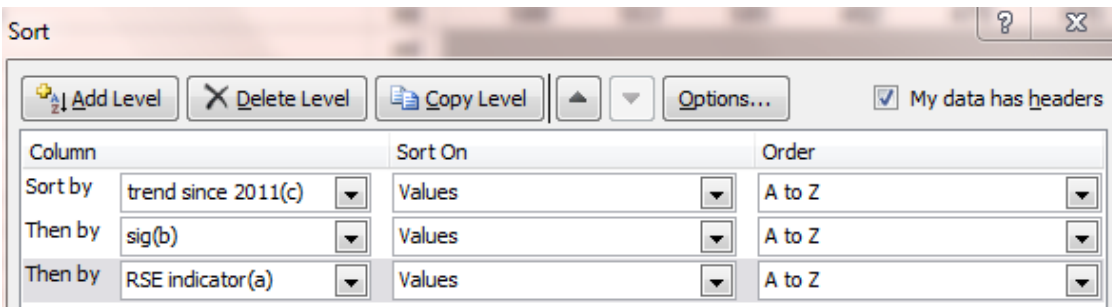 Sort
Add Level Delete Level Copy Level Options... My data has headers
Column Sort On Order
Sort by trend since 2011(c) Values A to Z
Then by sig(b) Values A to Z
Then by RSE indicator(a) Values A to Z